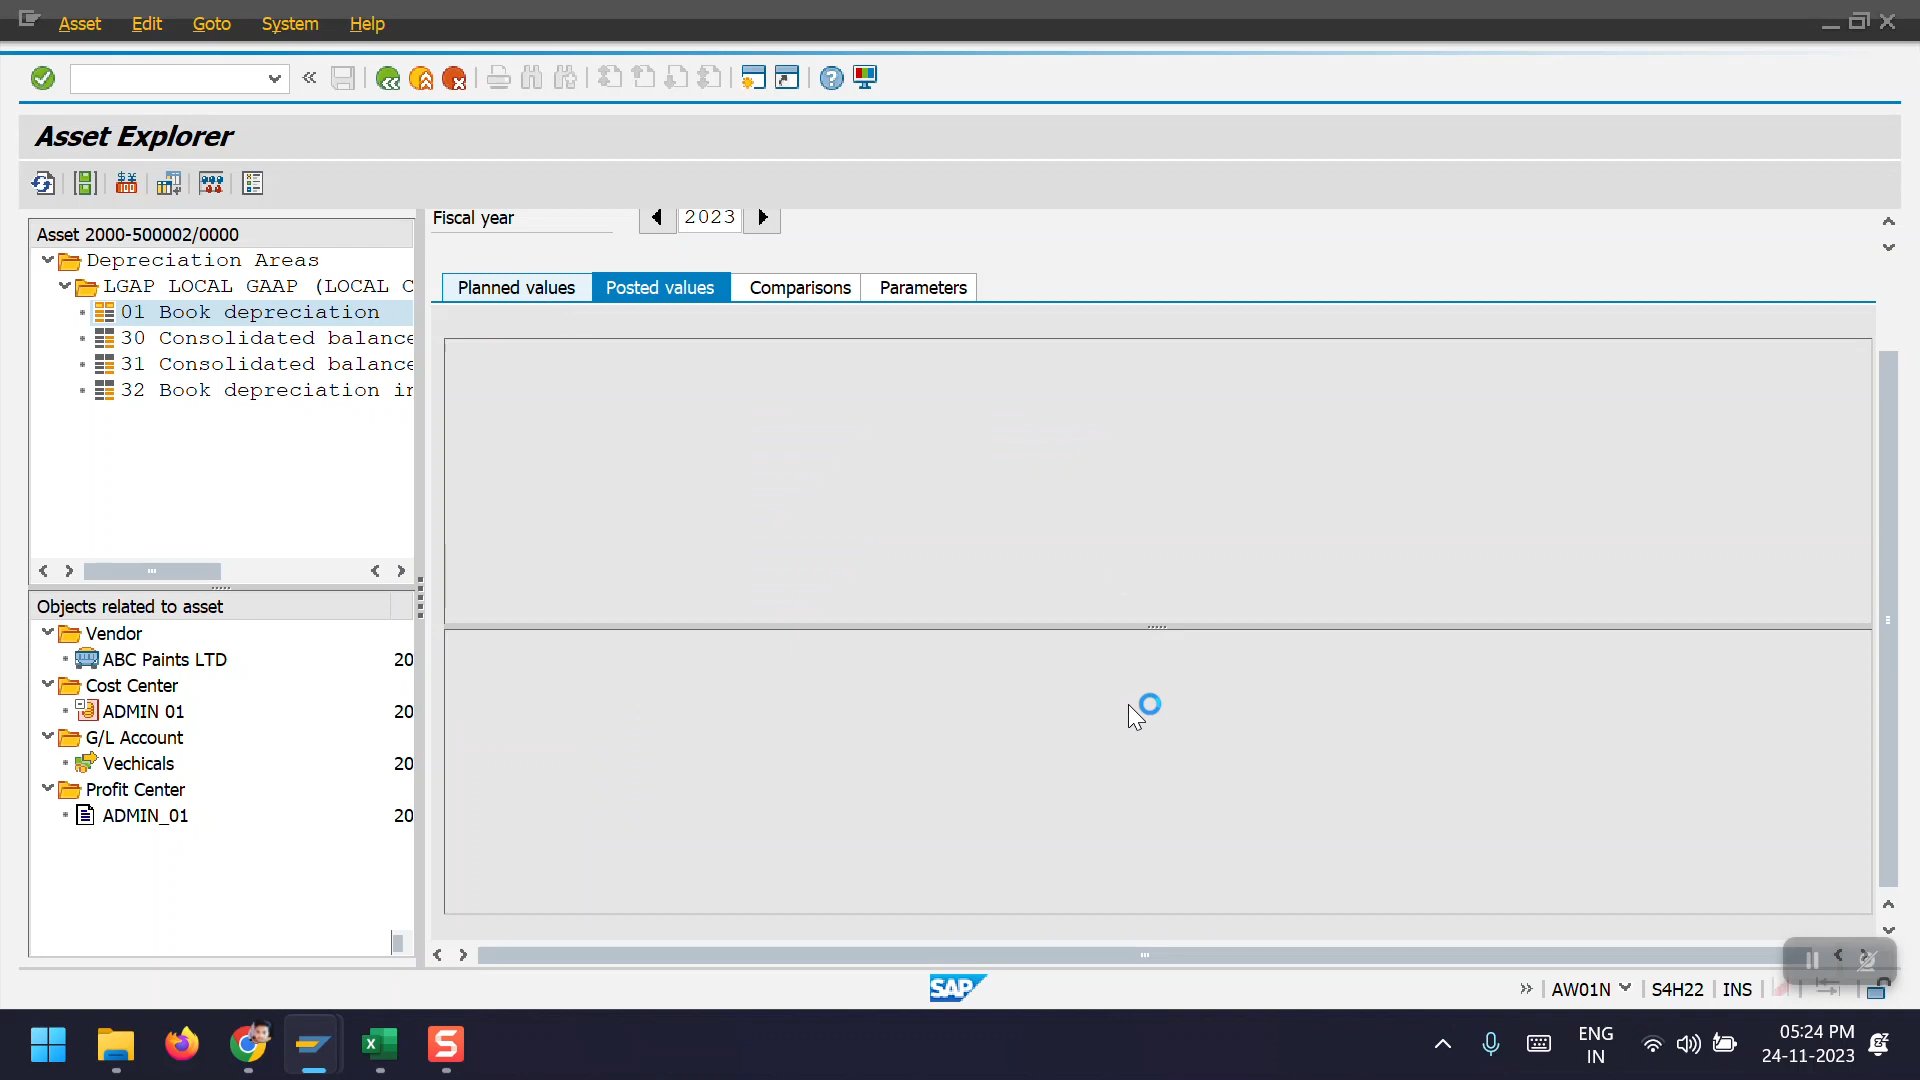 Asset Edit Goto System Help
Asset Explorer
Asset 2000-500002/0000
Depreciation Areas
LGAP LOCAL GAAP (LOCAL C
01 Book depreciation
30 Consolidated balance
31 Consolidated balance
32 Book depreciation in
Objects related to asset
Vendor
ABC Paints LTD 20
Cost Center
ADMIN 01 20
G/L Account
Vechicals 20
Profit Center
ADMIN_01 20
Fiscal year 2023
Planned values Posted values Comparisons Parameters
SAP
AW01N S4H22 INS
ENG
IN
05:24 PM
24-11-2023